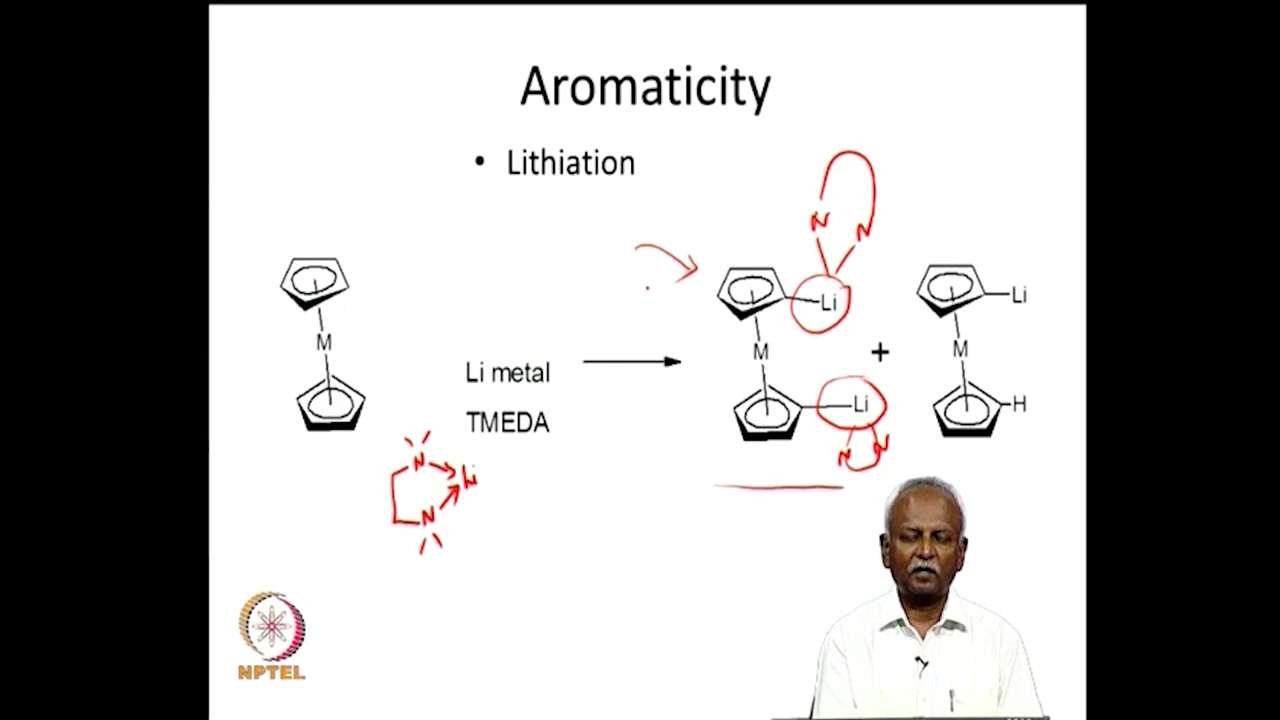 Aromaticity
• Lithiation
N N
Li Li
M M M
+
Li metal
TMEDA
Li H
N Li
N
N N
NPTEL